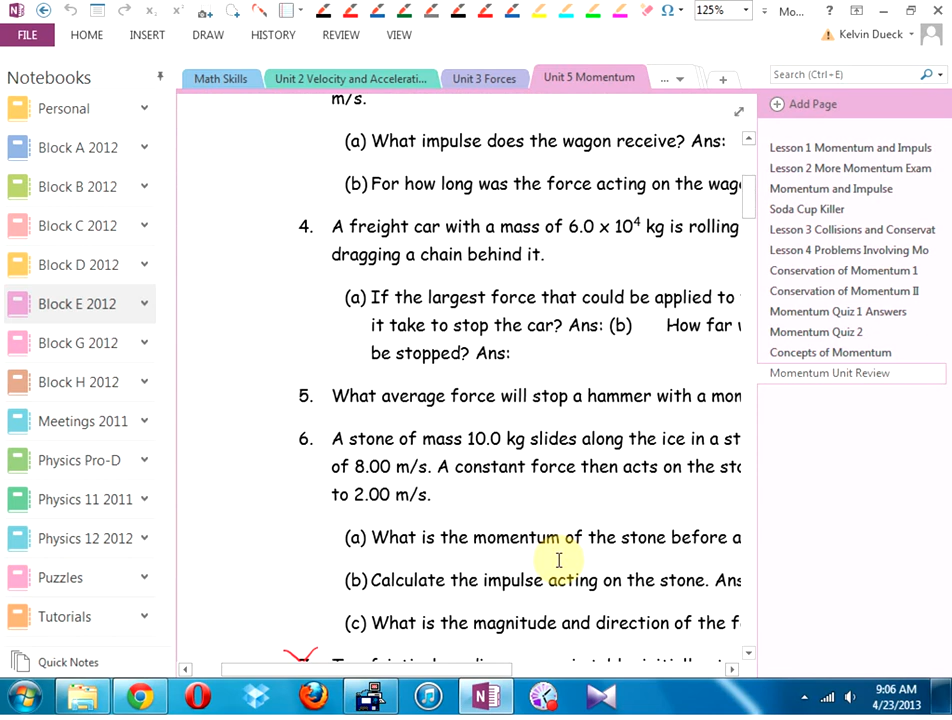 125%
Mo...
?
FILE
HOME
INSERT
DRAW
HISTORY
REVIEW
VIEW
Kelvin Dueck
Notebooks
Math Skills
Unit 2 Velocity and Accelerati...
Unit 3 Forces
Unit 5 Momentum
...
Search (Ctrl+E)
Personal
Block A 2012
Block B 2012
Block C 2012
Block D 2012
Block E 2012
Block G 2012
Block H 2012
Meetings 2011
Physics Pro-D
Physics 11 2011
Physics 12 2012
Puzzles
Tutorials
Quick Notes
m/s.
(a) What impulse does the wagon receive? Ans:
(b) For how long was the force acting on the wag
4. A freight car with a mass of 6.0 x 10⁴ kg is rolling
dragging a chain behind it.
(a) If the largest force that could be applied to
it take to stop the car? Ans: (b) How far
be stopped? Ans:
5. What average force will stop a hammer with a mom
6. A stone of mass 10.0 kg slides along the ice in a st
of 8.00 m/s. A constant force then acts on the sto
to 2.00 m/s.
(a) What is the momentum of the stone before a
(b) Calculate the impulse acting on the stone. Ans
(c) What is the magnitude and direction of the f
Add Page
Lesson 1 Momentum and Impuls
Lesson 2 More Momentum Exam
Momentum and Impulse
Soda Cup Killer
Lesson 3 Collisions and Conservat
Lesson 4 Problems Involving Mo
Conservation of Momentum 1
Conservation of Momentum II
Momentum Quiz 1 Answers
Momentum Quiz 2
Concepts of Momentum
Momentum Unit Review
9:06 AM
4/23/2013